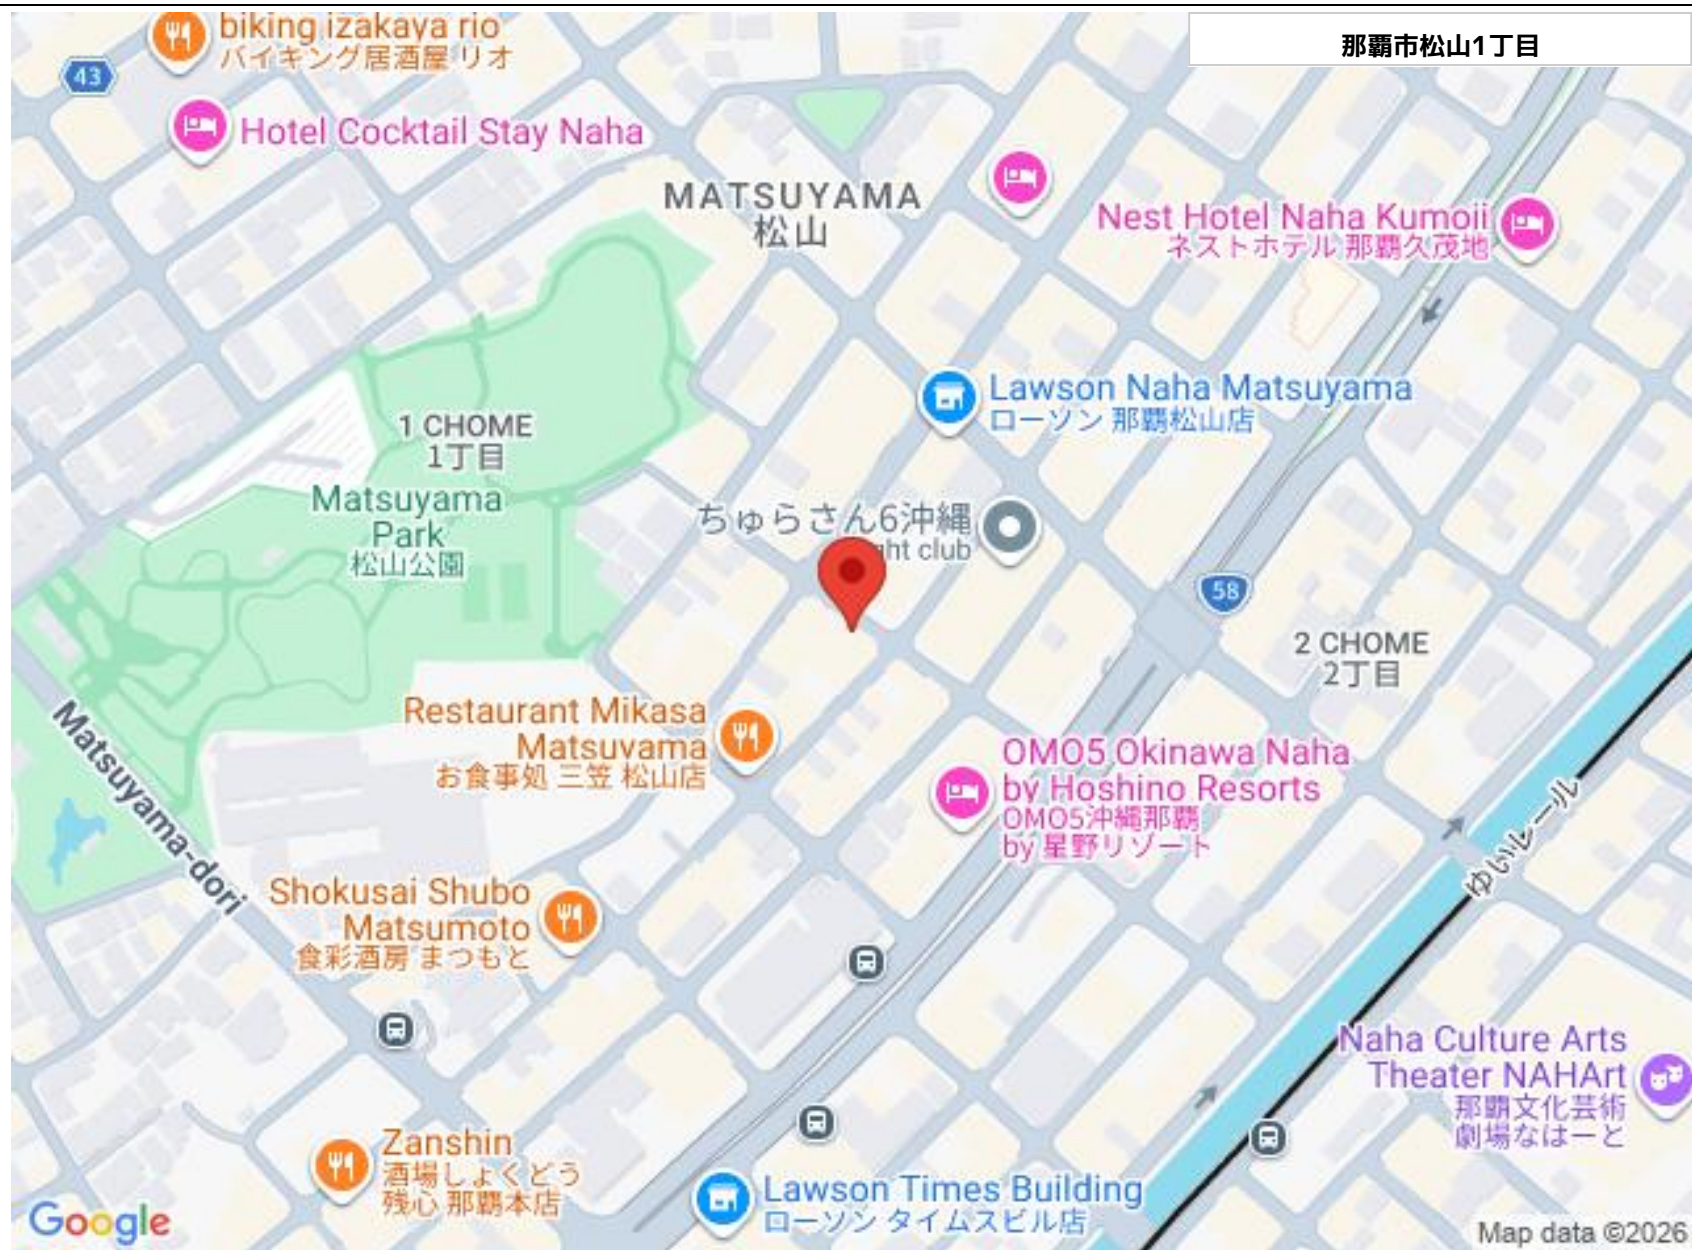 那覇市松山1丁目
biking izakaya rio
バイキング居酒屋 リオ
43
Hotel Cocktail Stay Naha
MATSUYAMA
松山
Nest Hotel Naha Kumoji
ネストホテル 那覇久茂地
Lawson Naha Matsuyama
ローソン 那覇松山店
1 CHOME
1丁目
Matsuyama
Park
松山公園
ちゅらさん6沖縄
ght club
58
2 CHOME
2丁目
Restaurant Mikasa
Matsuyama
お食事処 三笠 松山店
OMO5 Okinawa Naha
by Hoshino Resorts
OMO5沖縄那覇
by 星野リゾート
Matsuyama-dori
ゆいレール
Shokusai Shubo
Matsumoto
食彩酒房 まつもと
Naha Culture Arts
Theater NAHArt
那覇文化芸術
劇場なはーと
Zanshin
酒場しょくどう
残心 那覇本店
Lawson Times Building
ローソン タイムスビル店
Google
Map data ©2026